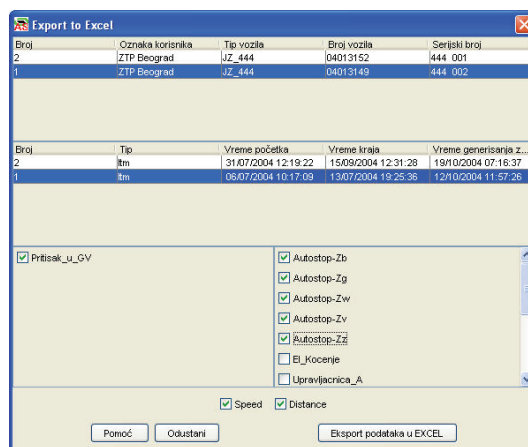 AS Export to Excel
Broj Oznaka korisnika Tip vozila Broj vozila Serijski broj
2 ZTP Beograd JZ_444 04013152 444 001
1 ZTP Beograd JZ_444 04013149 444 002
Broj Tip Vreme početka Vreme kraja Vreme generisanja z...
2 ltm 31/07/2004 12:19:22 15/09/2004 12:31:28 19/10/2004 07:16:37
1 ltm 06/07/2004 10:17:09 13/07/2004 19:25:36 12/10/2004 11:57:26
Pritisak_u_GV Autostop-Zb
Autostop-Zg
Autostop-Zw
Autostop-Zv
Autostop-Zz
El_Kocenje
Upravljacnica_A
Speed Distance
Pomoć Odustani Eksport podataka u EXCEL